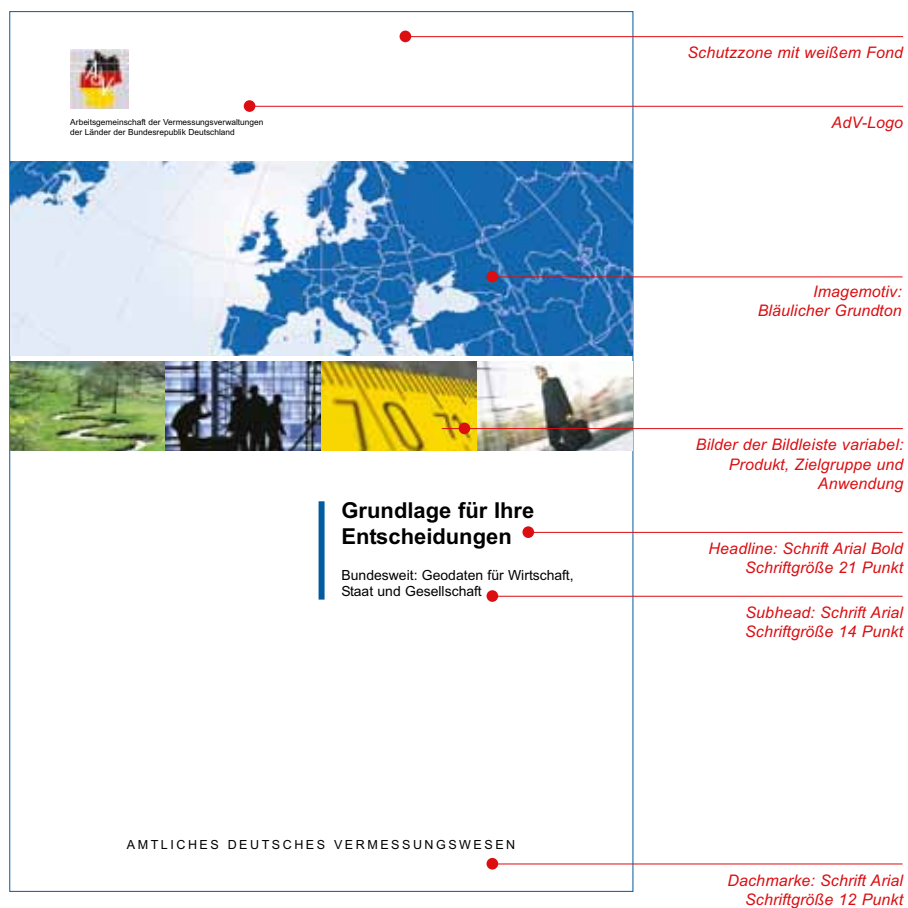 Schutzzone mit weißem Fond
AdV
Arbeitsgemeinschaft der Vermessungsverwaltungen
der Länder der Bundesrepublik Deutschland
AdV-Logo
Imagemotiv:
Bläulicher Grundton
70 71
Bilder der Bildleiste variabel:
Produkt, Zielgruppe und
Anwendung
Grundlage für Ihre
Entscheidungen
Headline: Schrift Arial Bold
Schriftgröße 21 Punkt
Bundesweit: Geodaten für Wirtschaft,
Staat und Gesellschaft
Subhead: Schrift Arial
Schriftgröße 14 Punkt
AMTLICHES DEUTSCHES VERMESSUNGSWESEN
Dachmarke: Schrift Arial
Schriftgröße 12 Punkt